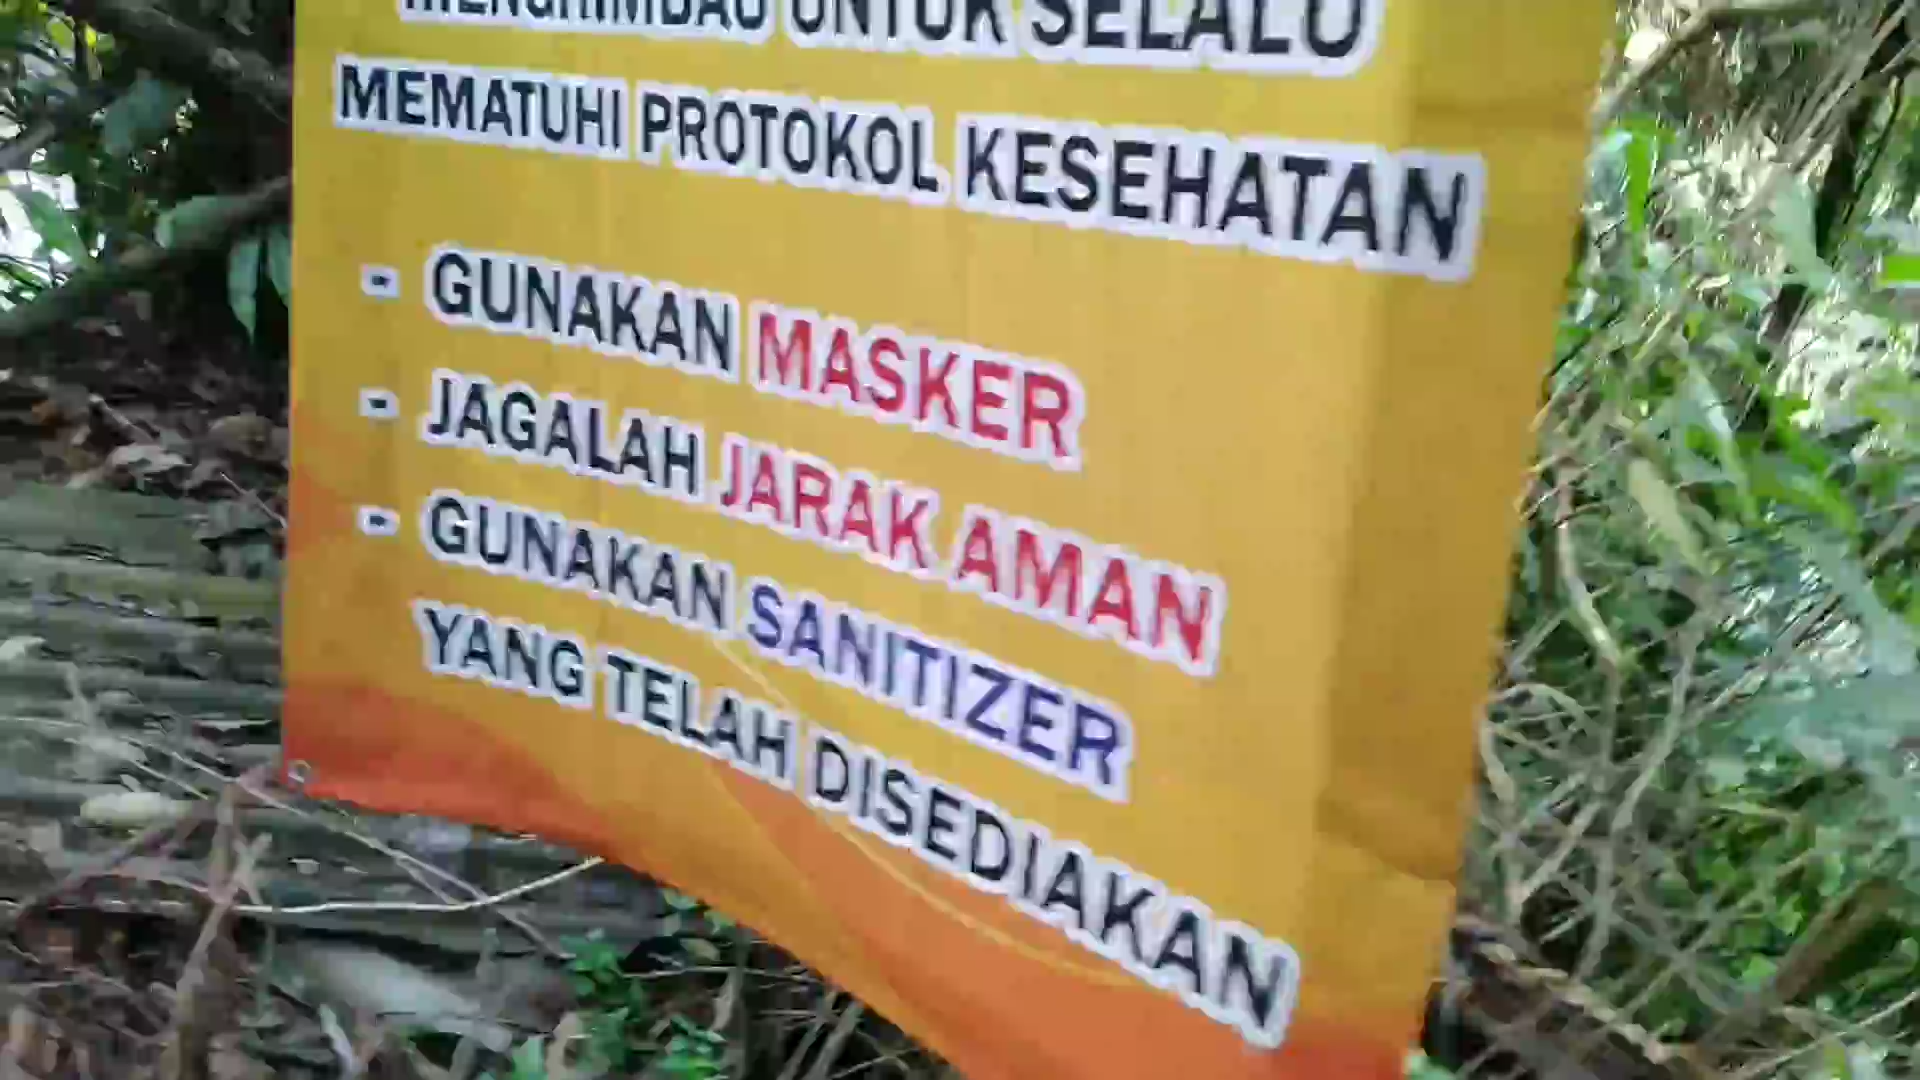 MENGHIMBAU UNTUK SELALU
MEMATUHI PROTOKOL KESEHATAN
- GUNAKAN MASKER
- JAGALAH JARAK AMAN
- GUNAKAN SANITIZER
YANG TELAH DISEDIAKAN